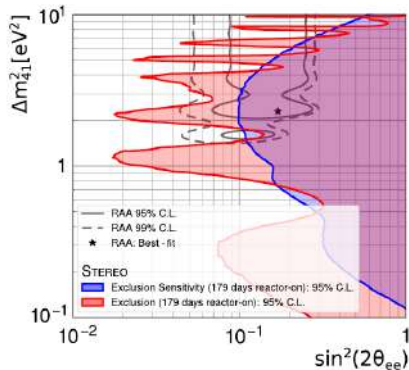 10¹
Δm²₄₁[eV²]
1
10⁻¹
RAA 95% C.L.
RAA 99% C.L.
RAA: Best - fit
STEREO
Exclusion Sensitivity (179 days reactor-on): 95% C.L.
Exclusion (179 days reactor-on): 95% C.L.
10⁻² 10⁻¹ 1
sin²(2θₑₑ)